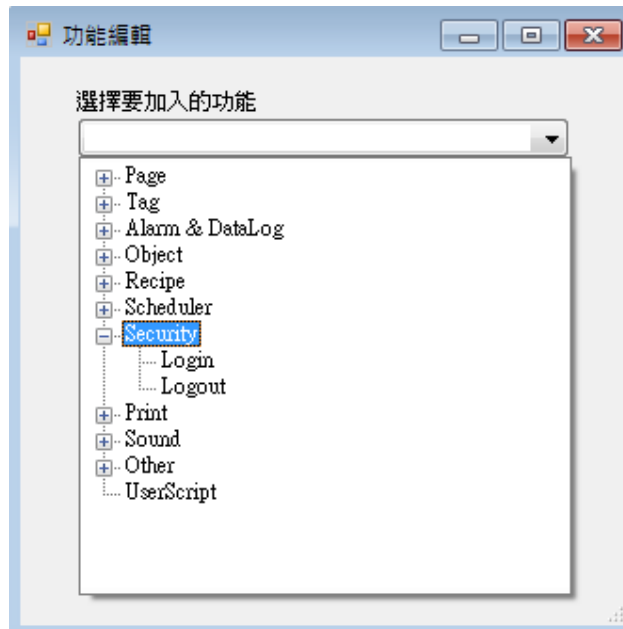 功能編輯
選擇要加入的功能
Page
Tag
Alarm & DataLog
Object
Recipe
Scheduler
Security
Login
Logout
Print
Sound
Other
UserScript